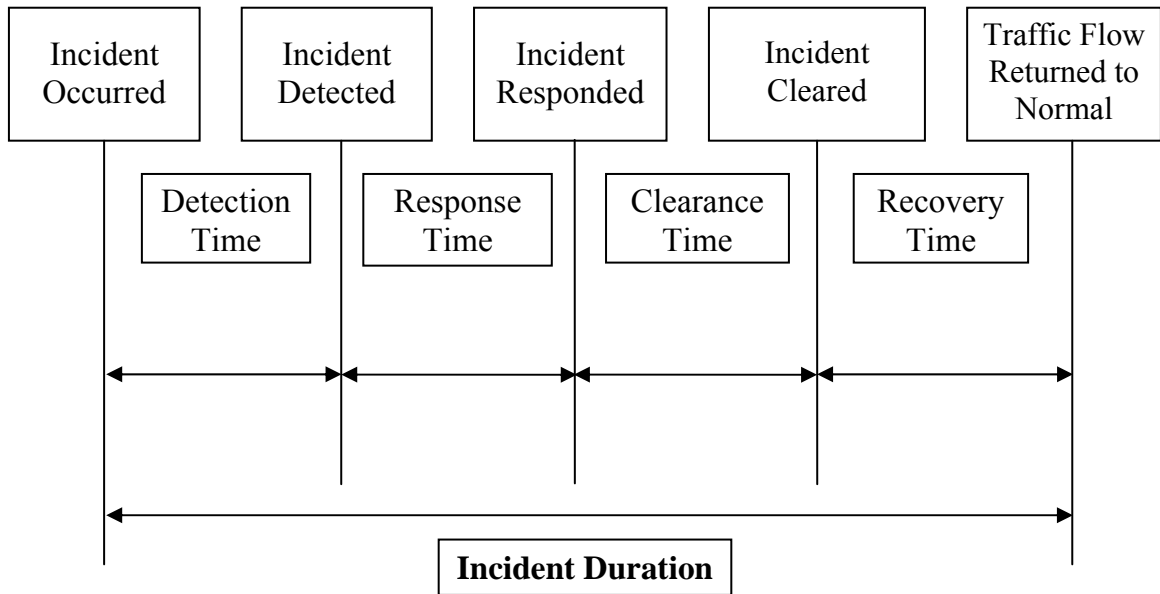 Incident
Occurred
Incident
Detected
Incident
Responded
Incident
Cleared
Traffic Flow
Returned to
Normal
Detection
Time
Response
Time
Clearance
Time
Recovery
Time
Incident Duration